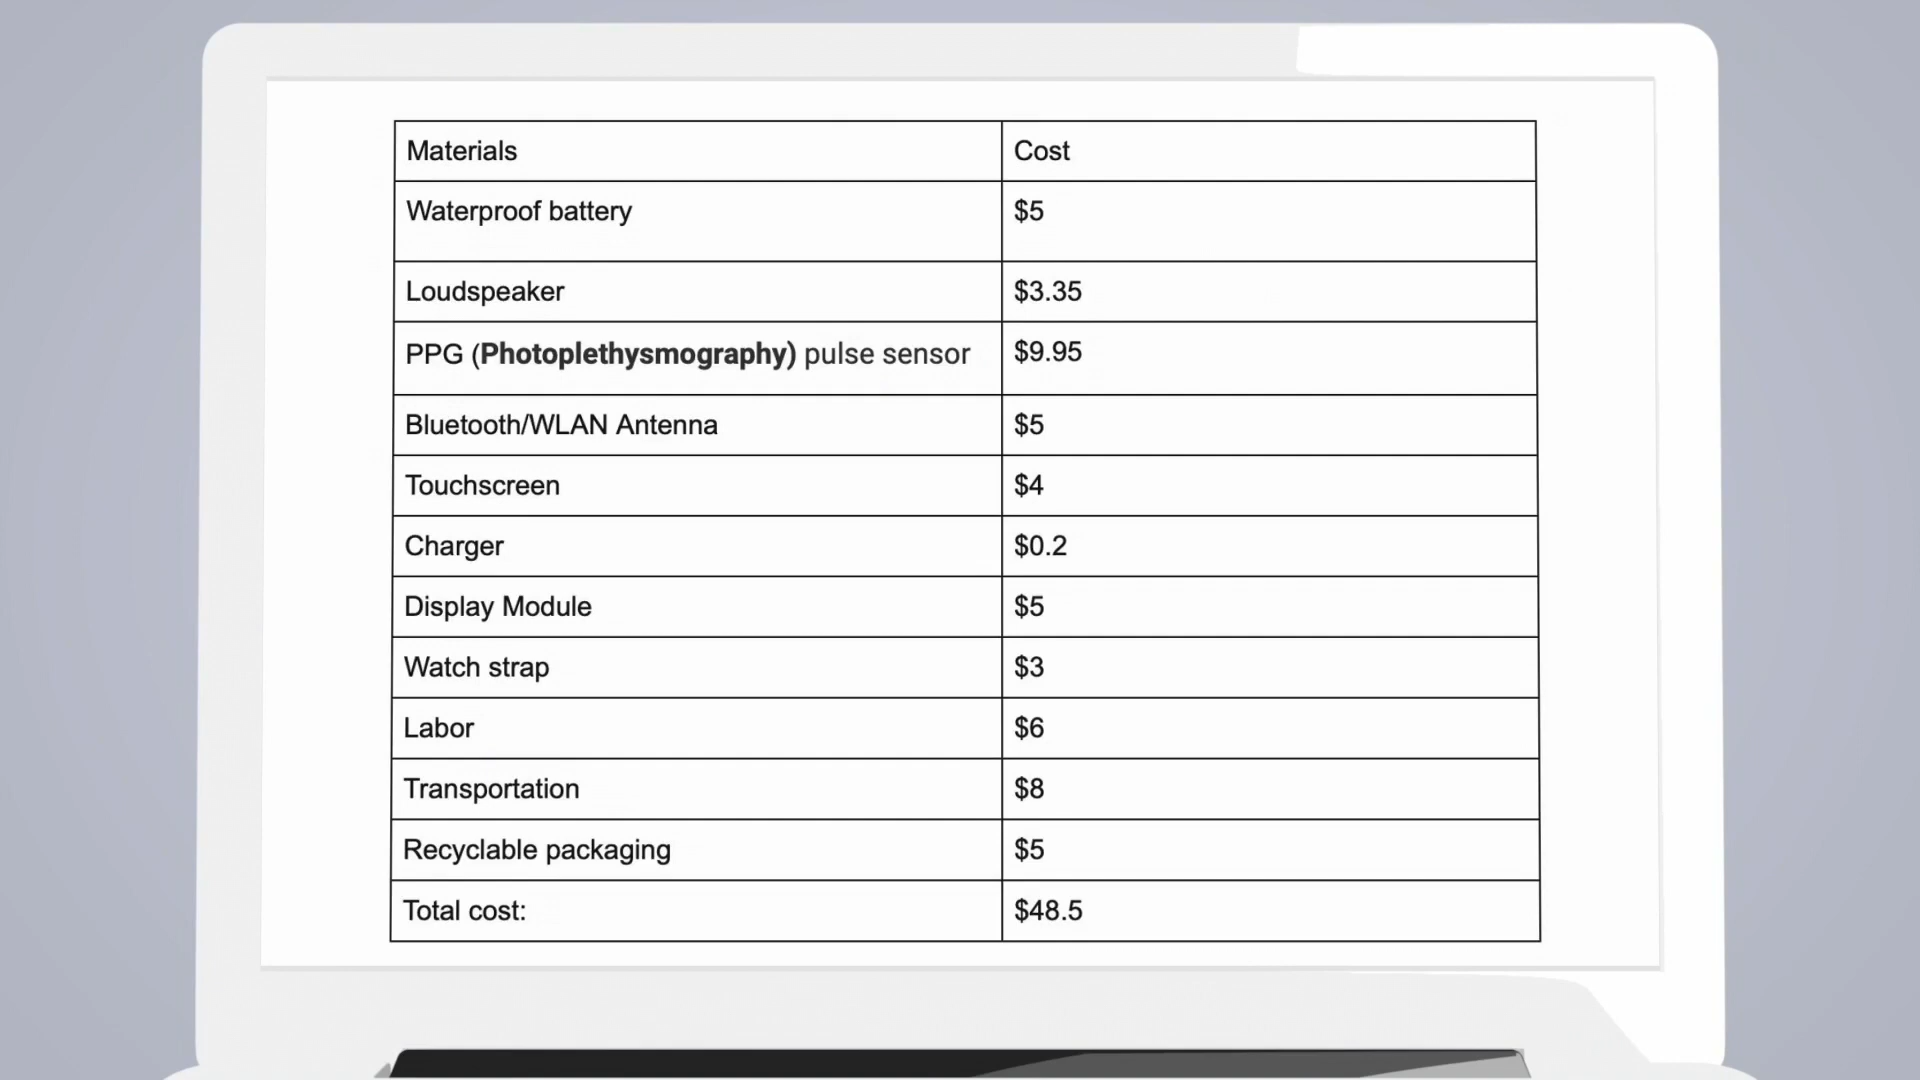 Materials Cost
Waterproof battery $5
Loudspeaker $3.35
PPG (Photoplethysmography) pulse sensor $9.95
Bluetooth/WLAN Antenna $5
Touchscreen $4
Charger $0.2
Display Module $5
Watch strap $3
Labor $6
Transportation $8
Recyclable packaging $5
Total cost: $48.5